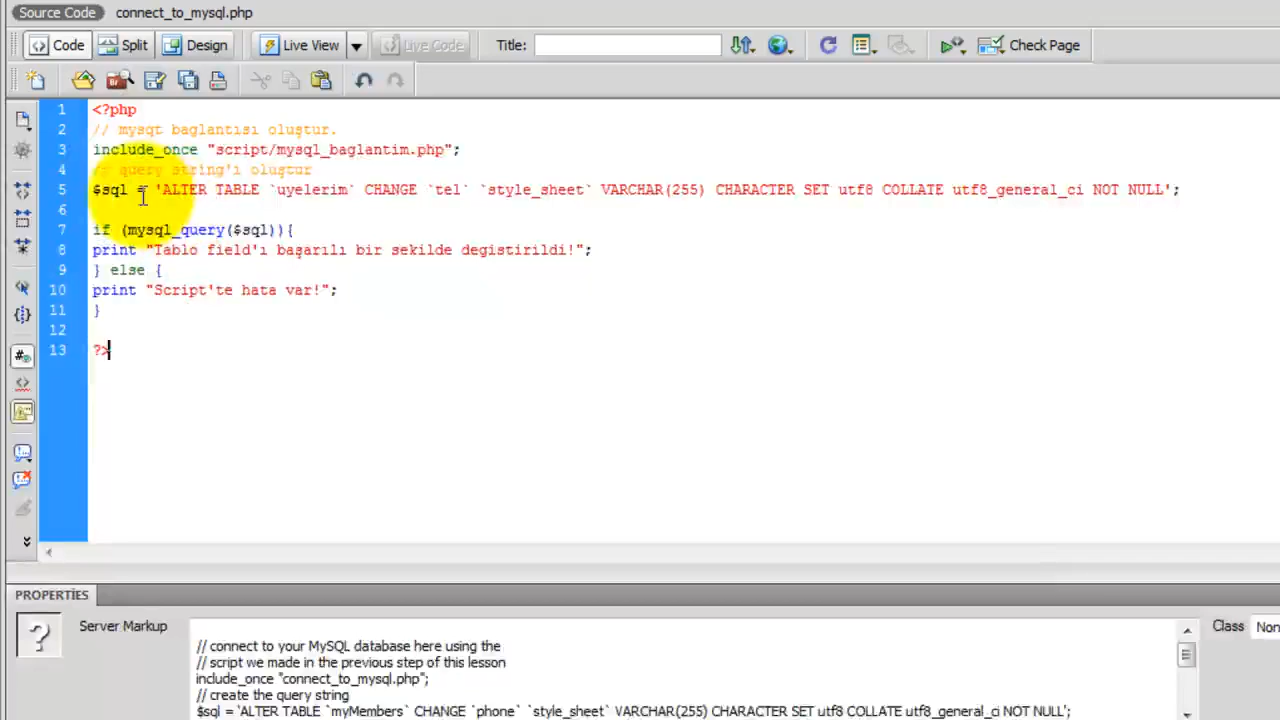 Source Code connect_to_mysql.php
Code Split Design Live View Live Code Title: Check Page
1 <?php
2 // mysqt baglantısı oluştur.
3 include_once "script/mysql_baglantim.php";
4 // query string'ı oluştur
5 $sql = 'ALTER TABLE `uyelerim` CHANGE `tel` `style_sheet` VARCHAR(255) CHARACTER SET utf8 COLLATE utf8_general_ci NOT NULL';
6
7 if (mysql_query($sql)){
8 print "Tablo field'ı başarılı bir sekilde degistirildi!";
9 } else {
10 print "Script'te hata var!";
11 }
12
13 ?>
PROPERTİES
Server Markup
Class Non
// connect to your MySQL database here using the
// script we made in the previous step of this lesson
include_once "connect_to_mysql.php";
// create the query string
$sql = 'ALTER TABLE `myMembers` CHANGE `phone` `style_sheet` VARCHAR(255) CHARACTER SET utf8 COLLATE utf8_general_ci NOT NULL';